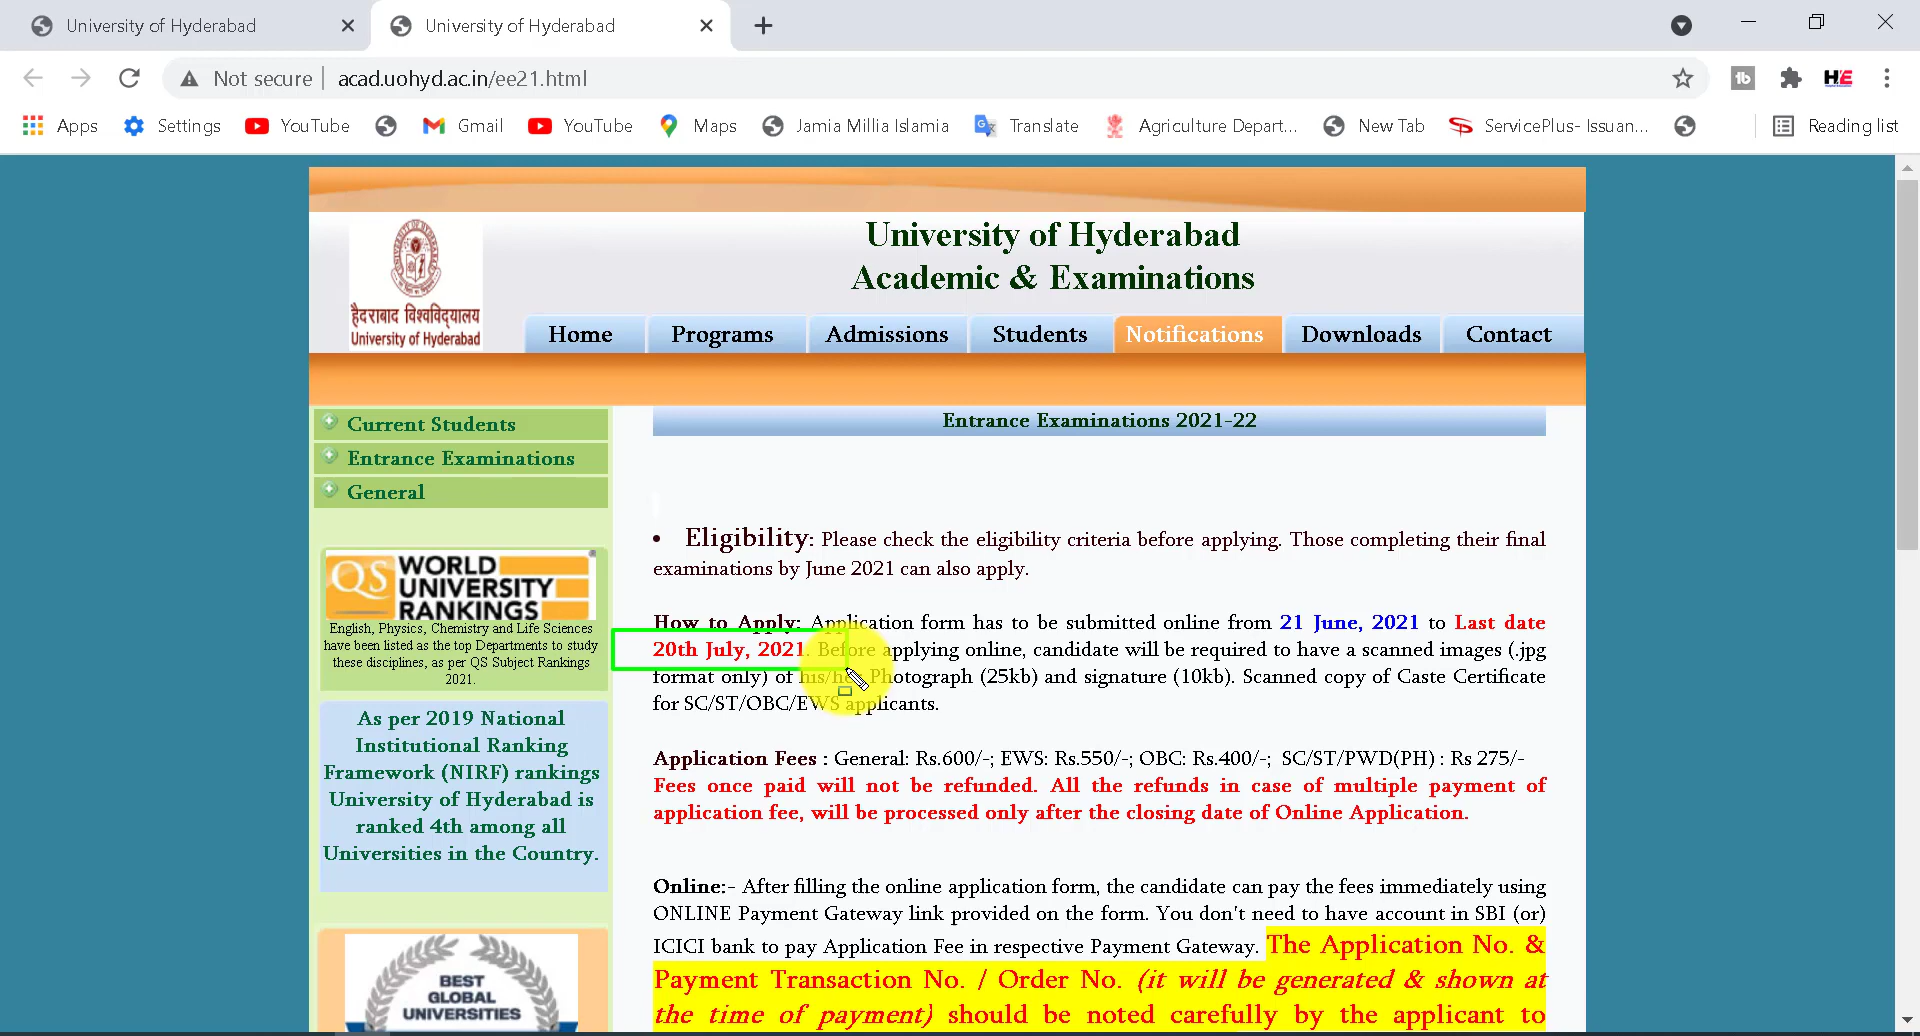 University of Hyderabad
University of Hyderabad
Not secure
acad.uohyd.ac.in/ee21.html
Apps
Settings
YouTube
Gmail
YouTube
Maps
Jamia Millia Islamia
Translate
Agriculture Depart...
New Tab
ServicePlus- Issuan...
Reading list
University of Hyderabad
Academic & Examinations
हैदराबाद विश्वविद्यालय
University of Hyderabad
Home
Programs
Admissions
Students
Notifications
Downloads
Contact
Current Students
Entrance Examinations
General
QS WORLD
UNIVERSITY
RANKINGS
English, Physics, Chemistry and Life Sciences
have been listed as the top Departments to study
these disciplines, as per QS Subject Rankings
2021.
As per 2019 National
Institutional Ranking
Framework (NIRF) rankings
University of Hyderabad is
ranked 4th among all
Universities in the Country.
BEST
GLOBAL
UNIVERSITIES
Entrance Examinations 2021-22
• Eligibility: Please check the eligibility criteria before applying. Those completing their final
examinations by June 2021 can also apply.
How to Apply: Application form has to be submitted online from 21 June, 2021 to Last date
20th July, 2021. Before applying online, candidate will be required to have a scanned images (.jpg
format only) of his/her Photograph (25kb) and signature (10kb). Scanned copy of Caste Certificate
for SC/ST/OBC/EWS applicants.
Application Fees : General: Rs.600/-; EWS: Rs.550/-; OBC: Rs.400/-; SC/ST/PWD(PH) : Rs 275/-
Fees once paid will not be refunded. All the refunds in case of multiple payment of
application fee, will be processed only after the closing date of Online Application.
Online:- After filling the online application form, the candidate can pay the fees immediately using
ONLINE Payment Gateway link provided on the form. You don't need to have account in SBI (or)
ICICI bank to pay Application Fee in respective Payment Gateway. The Application No. &
Payment Transaction No. / Order No. (it will be generated & shown at
the time of payment) should be noted carefully by the applicant to